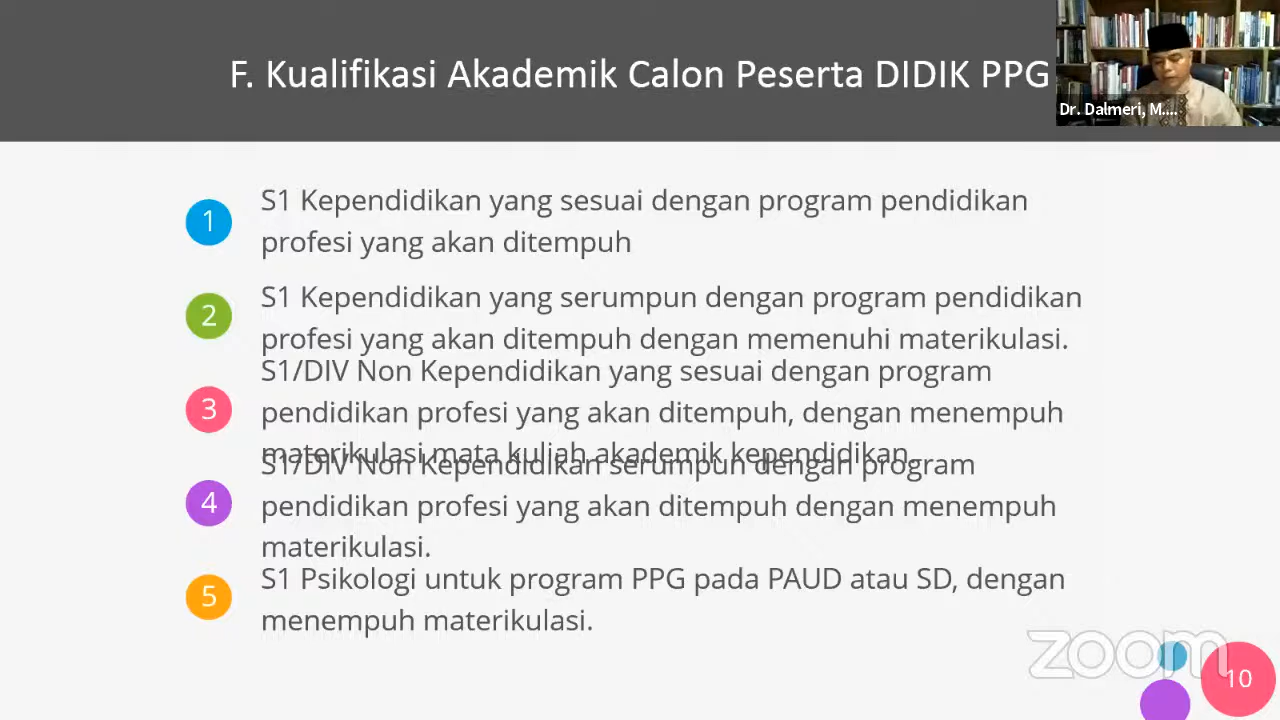 F. Kualifikasi Akademik Calon Peserta DIDIK PPG
Dr. Dalmeri, M....
1
S1 Kependidikan yang sesuai dengan program pendidikan
profesi yang akan ditempuh
2
S1 Kependidikan yang serumpun dengan program pendidikan
profesi yang akan ditempuh dengan memenuhi materikulasi.
3
S1/DIV Non Kependidikan yang sesuai dengan program
pendidikan profesi yang akan ditempuh, dengan menempuh
materikulasi mata kuliah akademik kependidikan.
4
S1/DIV Non Kependidikan serumpun dengan program
pendidikan profesi yang akan ditempuh dengan menempuh
materikulasi.
5
S1 Psikologi untuk program PPG pada PAUD atau SD, dengan
menempuh materikulasi.
zoom
10